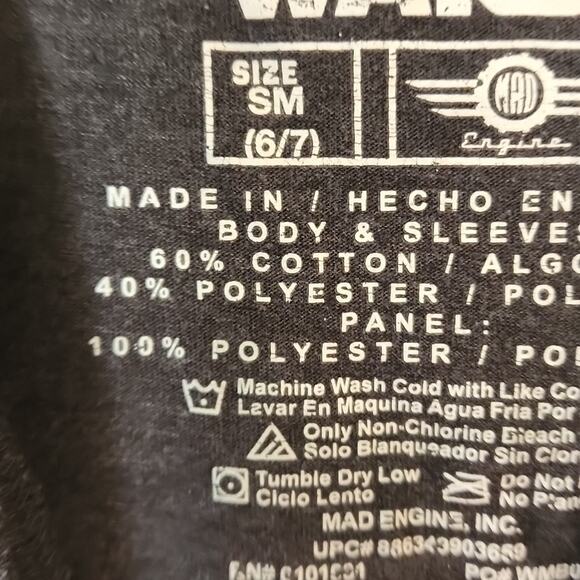 SIZE
SM
(6/7)
MAD
Engine
MADE IN / HECHO EN
BODY & SLEEVES
60% COTTON / ALGO
40% POLYESTER / POL
PANEL:
100% POLYESTER / PO
Machine Wash Cold with Like Co
Lavar En Maquina Agua Fria Por
Only Non-Chlorine Bleach
Solo Blanqueador Sin Clor
Tumble Dry Low
Ciclo Lento
Do Not
No Plan
MAD ENGINE, INC.
UPC# 886343903659